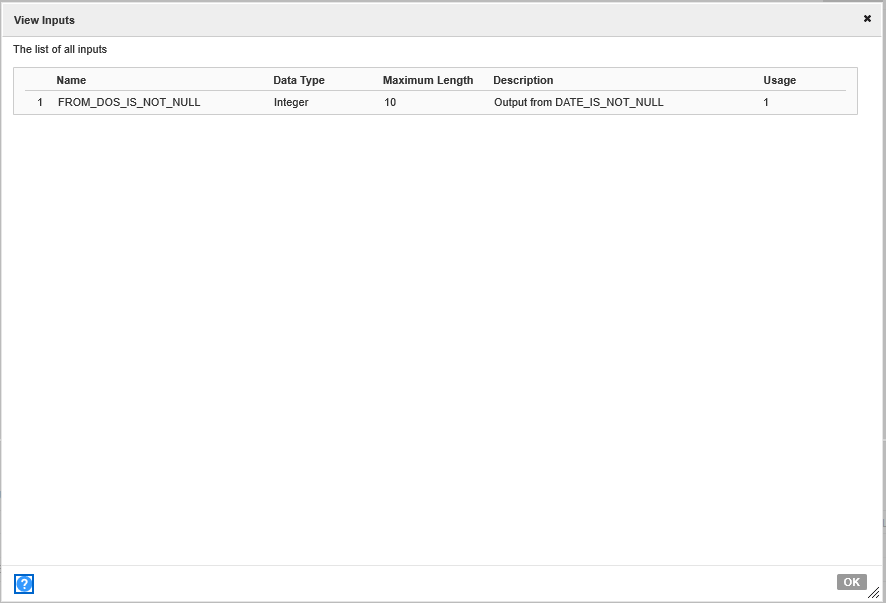 View Inputs
The list of all inputs
Name Data Type Maximum Length Description Usage
1 FROM_DOS_IS_NOT_NULL Integer 10 Output from DATE_IS_NOT_NULL 1
? OK